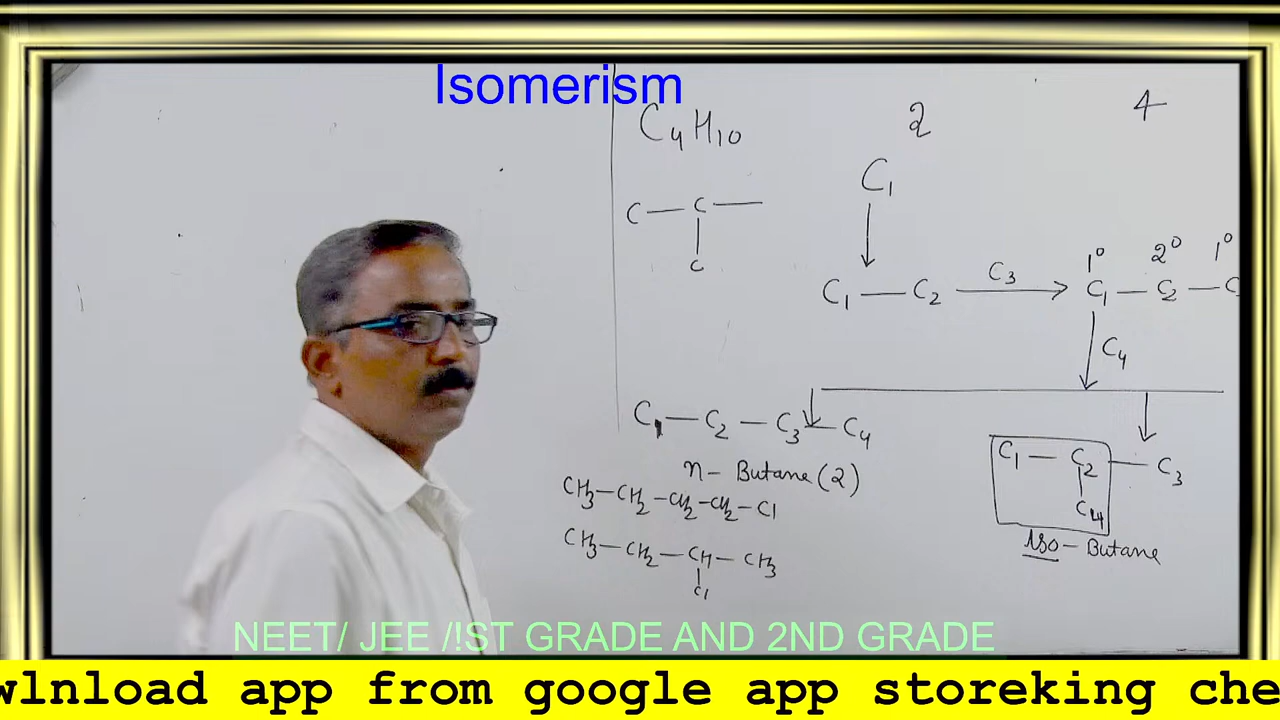 Isomerism
C4H10 2 4
C1
C — C —
C
1° 2° 1°
C1 — C2 C3 → C1 — C2 — C
C4
C1 — C2 — C3 — C4
C1 — C2 — C3
C4
n- Butane (2)
Iso - Butane
CH3 — CH2 - CH2 - CH2 - Cl
CH3 — CH2 — CH — CH3
Cl
NEET/ JEE /!ST GRADE AND 2ND GRADE
wlnload app from google app storeking che